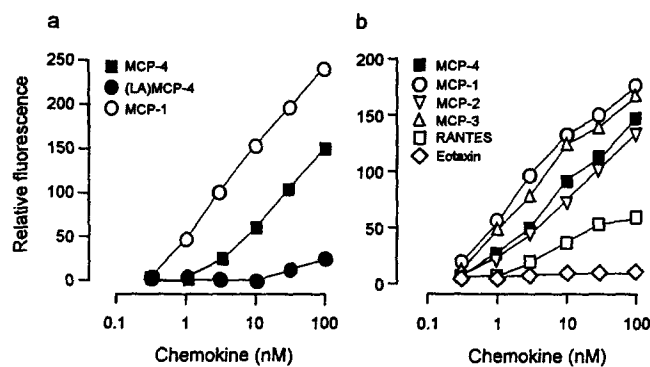 a
Relative fluorescence
250
200
150
100
50
0
MCP-4
(LA)MCP-4
MCP-1
0.1 1 10 100
Chemokine (nM)
b
200
150
100
50
0
MCP-4
MCP-1
MCP-2
MCP-3
RANTES
Eotaxin
0.1 1 10 100
Chemokine (nM)